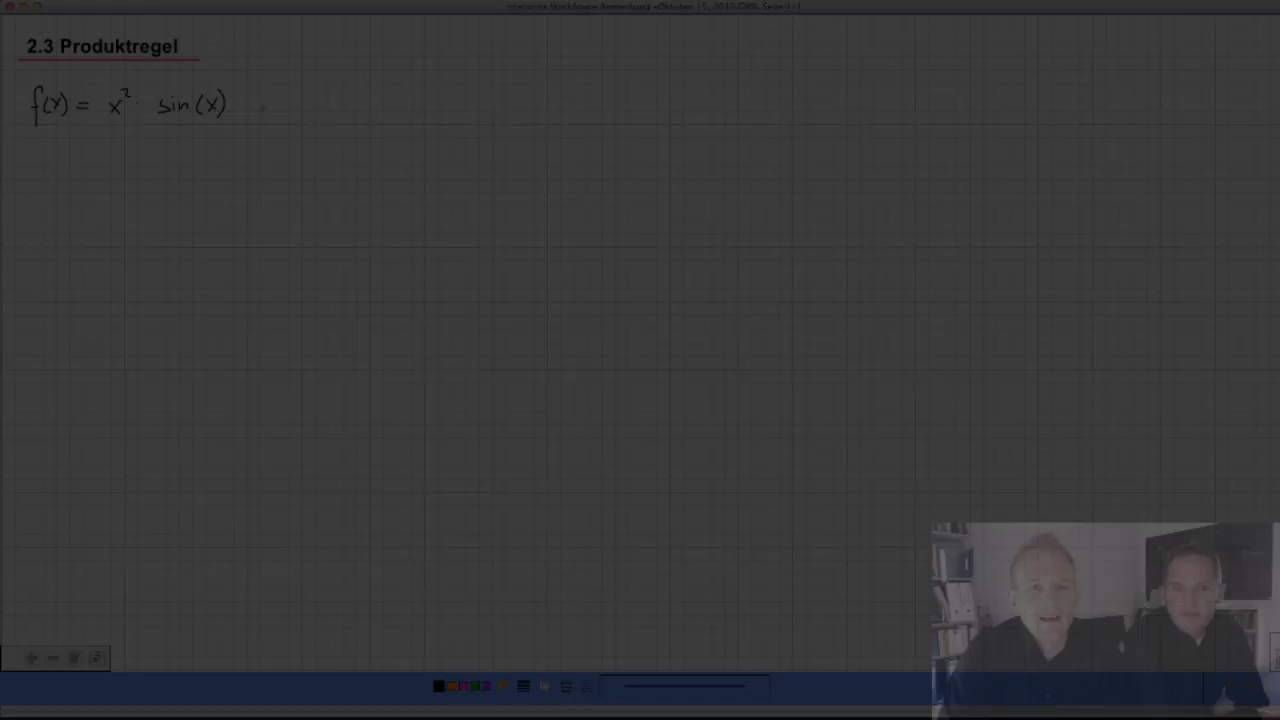 2.3 Produktregel
f(x) = x² · sin(x)